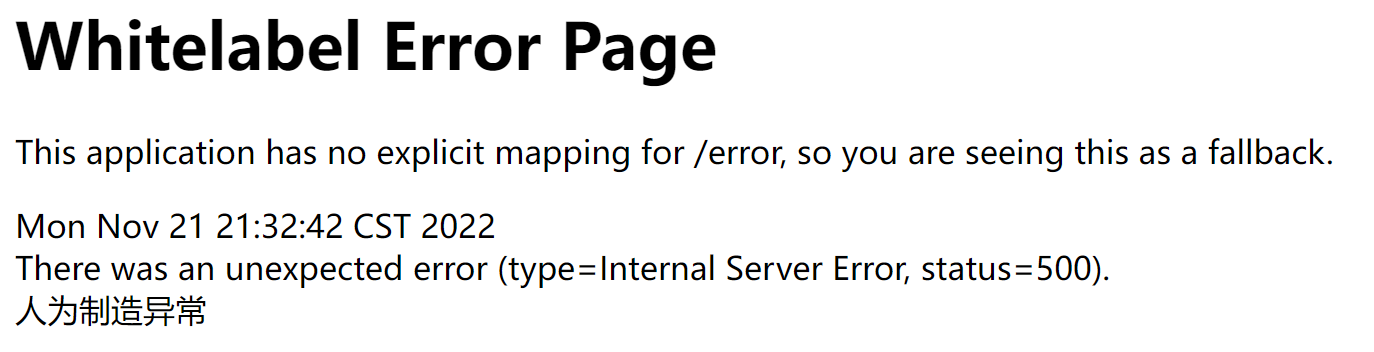 Whitelabel Error Page
This application has no explicit mapping for /error, so you are seeing this as a fallback.
Mon Nov 21 21:32:42 CST 2022
There was an unexpected error (type=Internal Server Error, status=500).
人为制造异常